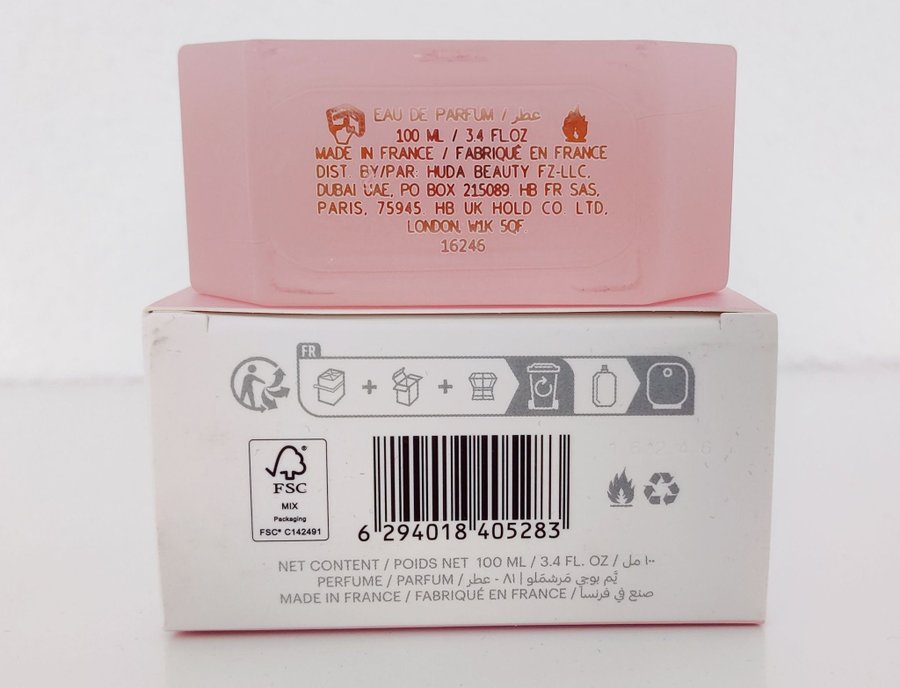 EAU DE PARFUM / عطر
100 ML / 3.4 FL.OZ
MADE IN FRANCE / FABRIQUÉ EN FRANCE
DIST. BY/PAR: HUDA BEAUTY FZ-LLC,
DUBAI UAE, PO BOX 215089. HB FR SAS,
PARIS, 75945. HB UK HOLD CO. LTD,
LONDON, W1K 5QF.
16246
FR
16246
FSC®
MIX
Packaging
FSC® C142491
6 294018 405283
NET CONTENT / POIDS NET 100 ML / 3.4 FL. OZ / ١٠٠ مل
PERFUME / PARFUM / يَم يوجي مَرشمَلو | ٨١ - عطر
MADE IN FRANCE / FABRIQUÉ EN FRANCE / صنع في فرنسا